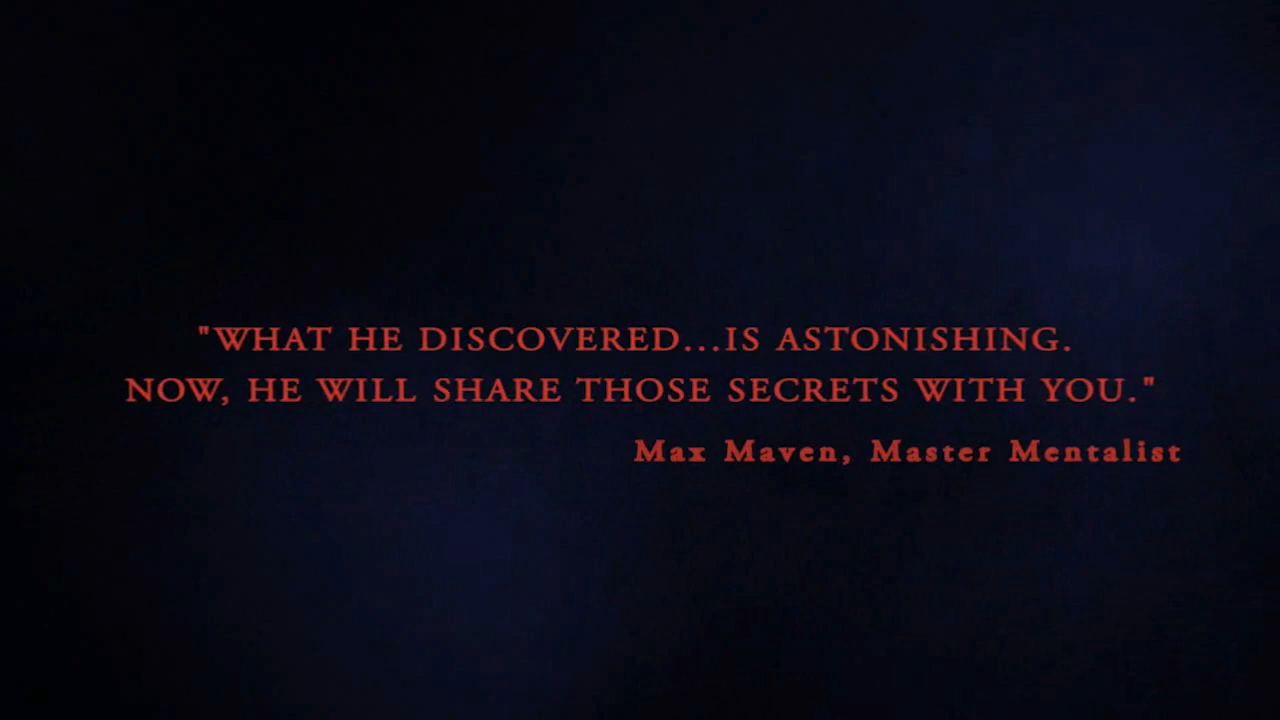 "WHAT HE DISCOVERED...IS ASTONISHING.
NOW, HE WILL SHARE THOSE SECRETS WITH YOU."
Max Maven, Master Mentalist